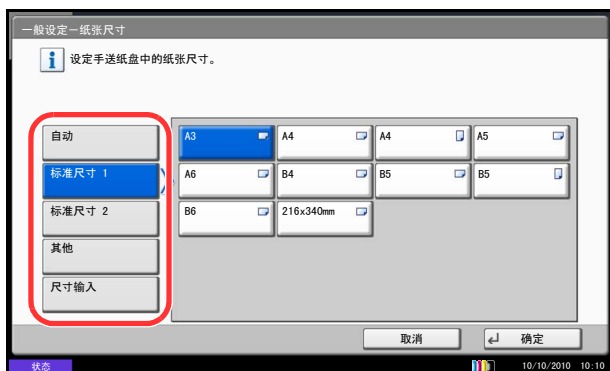 一般设定－纸张尺寸
设定手送纸盘中的纸张尺寸。
自动
标准尺寸 1
标准尺寸 2
其他
尺寸输入
A3 A4 A4 A5
A6 B4 B5 B5
B6 216x340mm
取消 确定
状态 10/10/2010 10:10